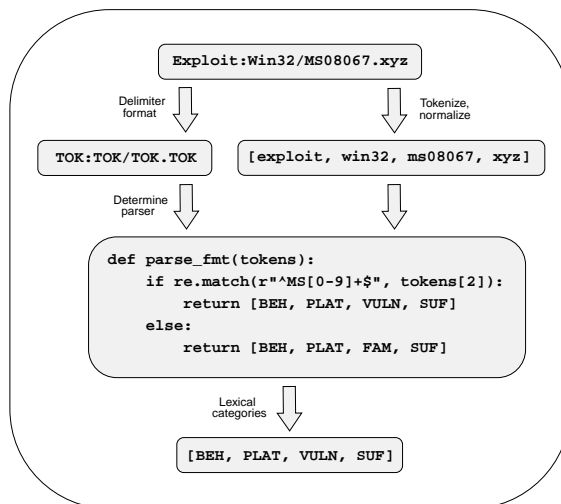 Exploit:Win32/MS08067.xyz
Delimiter
format
Tokenize,
normalize
TOK:TOK/TOK.TOK
[exploit, win32, ms08067, xyz]
Determine
parser
def parse_fmt(tokens):
    if re.match(r"^MS[0-9]+$", tokens[2]):
        return [BEH, PLAT, VULN, SUF]
    else:
        return [BEH, PLAT, FAM, SUF]
Lexical
categories
[BEH, PLAT, VULN, SUF]